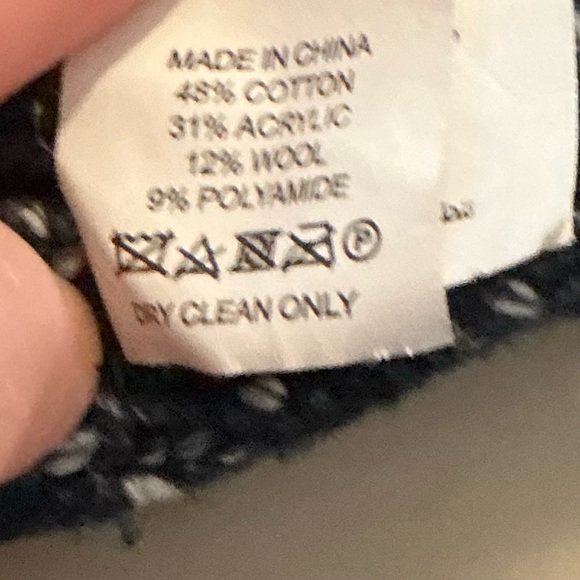 MADE IN CHINA
48% COTTON
31% ACRYLIC
12% WOOL
9% POLYAMIDE
P
DRY CLEAN ONLY